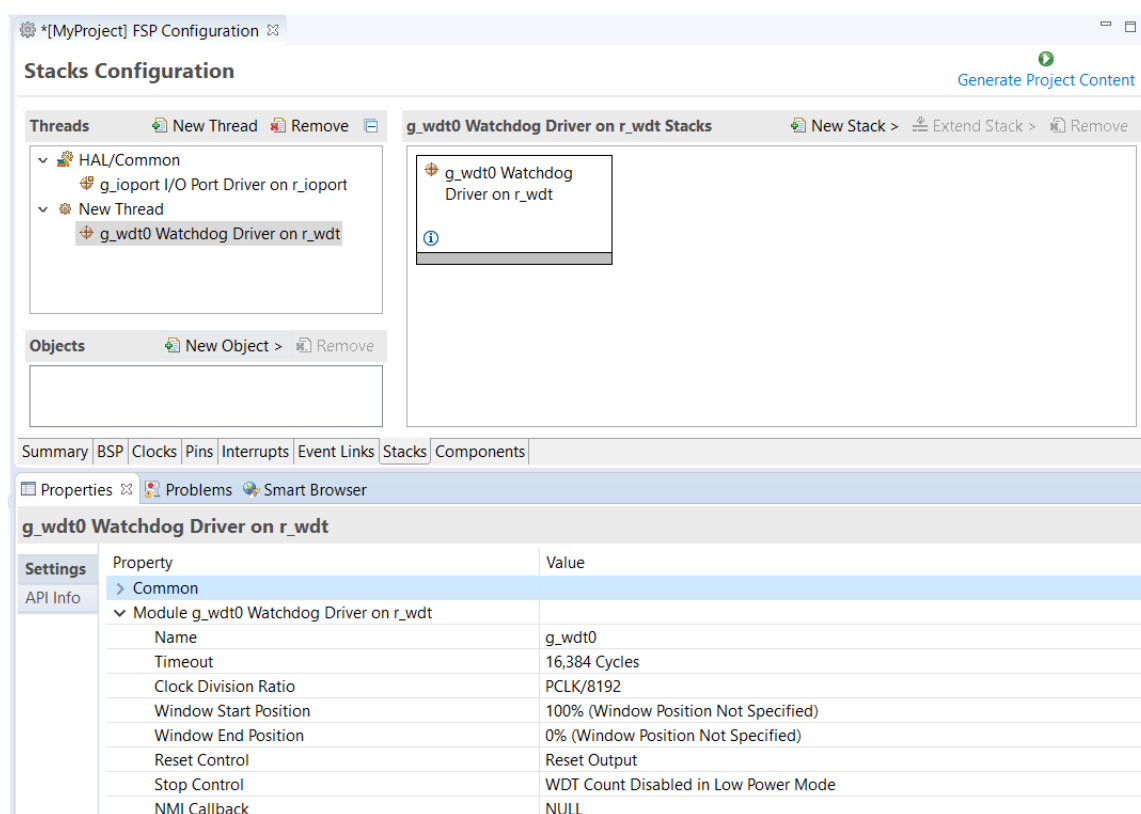 *[MyProject] FSP Configuration
Stacks Configuration
Generate Project Content
Threads
New Thread
Remove
HAL/Common
g_ioport I/O Port Driver on r_ioport
New Thread
g_wdt0 Watchdog Driver on r_wdt
g_wdt0 Watchdog Driver on r_wdt Stacks
New Stack >
Extend Stack >
Remove
g_wdt0 Watchdog
Driver on r_wdt
Objects
New Object >
Remove
Summary BSP Clocks Pins Interrupts Event Links Stacks Components
Properties Problems Smart Browser
g_wdt0 Watchdog Driver on r_wdt
Settings
API Info
Property Value
Common
Module g_wdt0 Watchdog Driver on r_wdt
Name g_wdt0
Timeout 16,384 Cycles
Clock Division Ratio PCLK/8192
Window Start Position 100% (Window Position Not Specified)
Window End Position 0% (Window Position Not Specified)
Reset Control Reset Output
Stop Control WDT Count Disabled in Low Power Mode
NMI Callback NULL